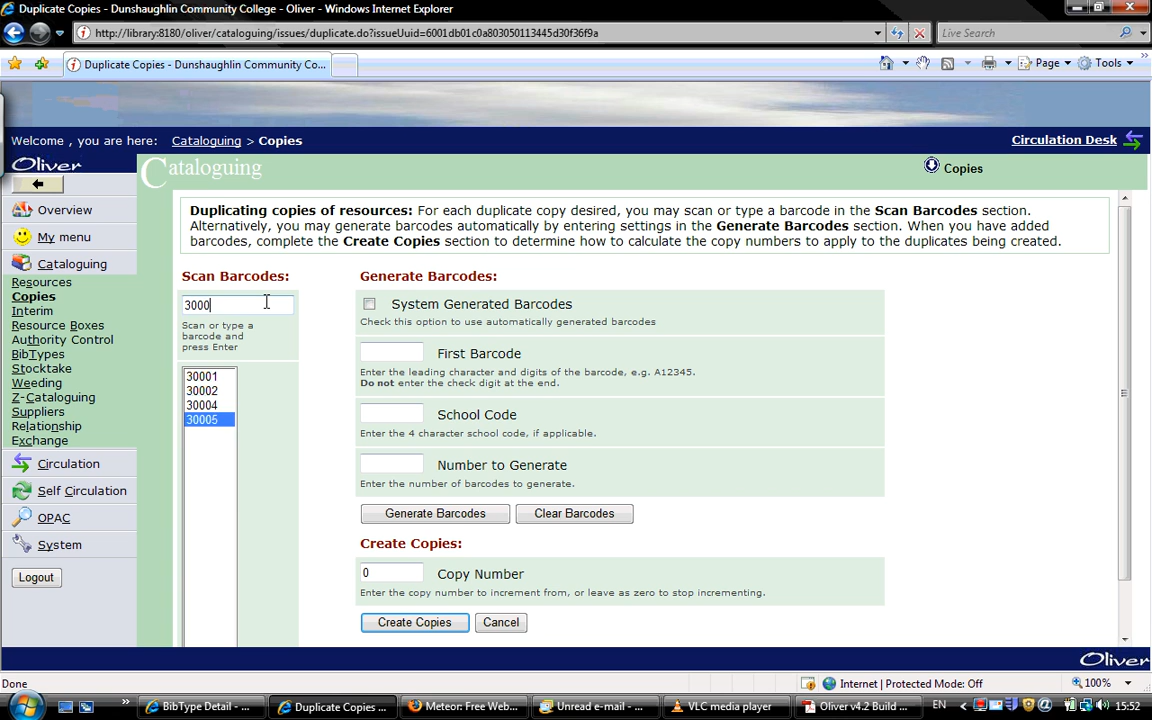 Duplicate Copies - Dunshaughlin Community College - Oliver - Windows Internet Explorer
http://library:8180/oliver/cataloguing/issues/duplicate.do?issueUuid=6001db01c0a803050113445d30f36f9a
Live Search
Duplicate Copies - Dunshaughlin Community Co...
Page
Tools
Welcome , you are here: Cataloguing > Copies
Circulation Desk
Oliver
Cataloguing
Copies
Overview
My menu
Cataloguing
Resources
Copies
Interim
Resource Boxes
Authority Control
BibTypes
Stocktake
Weeding
Z-Cataloguing
Suppliers
Relationship
Exchange
Circulation
Self Circulation
OPAC
System
Logout
Duplicating copies of resources: For each duplicate copy desired, you may scan or type a barcode in the Scan Barcodes section.
Alternatively, you may generate barcodes automatically by entering settings in the Generate Barcodes section. When you have added
barcodes, complete the Create Copies section to determine how to calculate the copy numbers to apply to the duplicates being created.
Scan Barcodes:
3000
Scan or type a
barcode and
press Enter
30001
30002
30004
30005
Generate Barcodes:
System Generated Barcodes
Check this option to use automatically generated barcodes
First Barcode
Enter the leading character and digits of the barcode, e.g. A12345.
Do not enter the check digit at the end.
School Code
Enter the 4 character school code, if applicable.
Number to Generate
Enter the number of barcodes to generate.
Generate Barcodes
Clear Barcodes
Create Copies:
0 Copy Number
Enter the copy number to increment from, or leave as zero to stop incrementing.
Create Copies
Cancel
Oliver
Done
Internet | Protected Mode: Off
100%
BibType Detail - ...
Duplicate Copies ...
Meteor: Free Web...
Unread e-mail - ...
VLC media player
Oliver v4.2 Build ...
EN
15:52